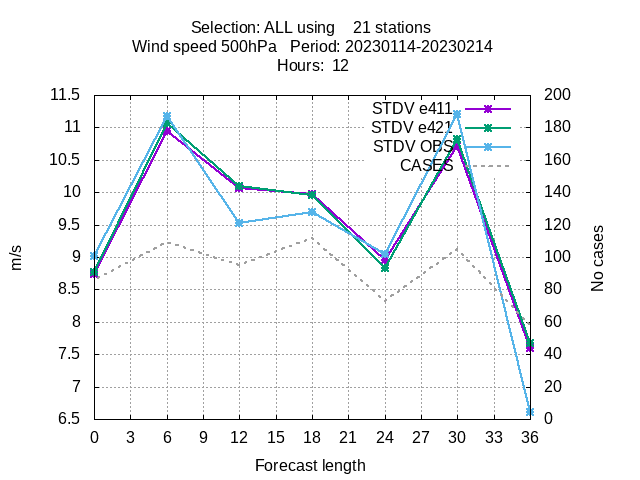 Selection: ALL using    21 stations
Wind speed 500hPa   Period: 20230114-20230214
Hours:  12
11.5
11
10.5
10
9.5
9
8.5
8
7.5
7
6.5
m/s
STDV e411
STDV e421
STDV OBS
CASES
200
180
160
140
120
100
80
60
40
20
0
No cases
0 3 6 9 12 15 18 21 24 27 30 33 36
Forecast length